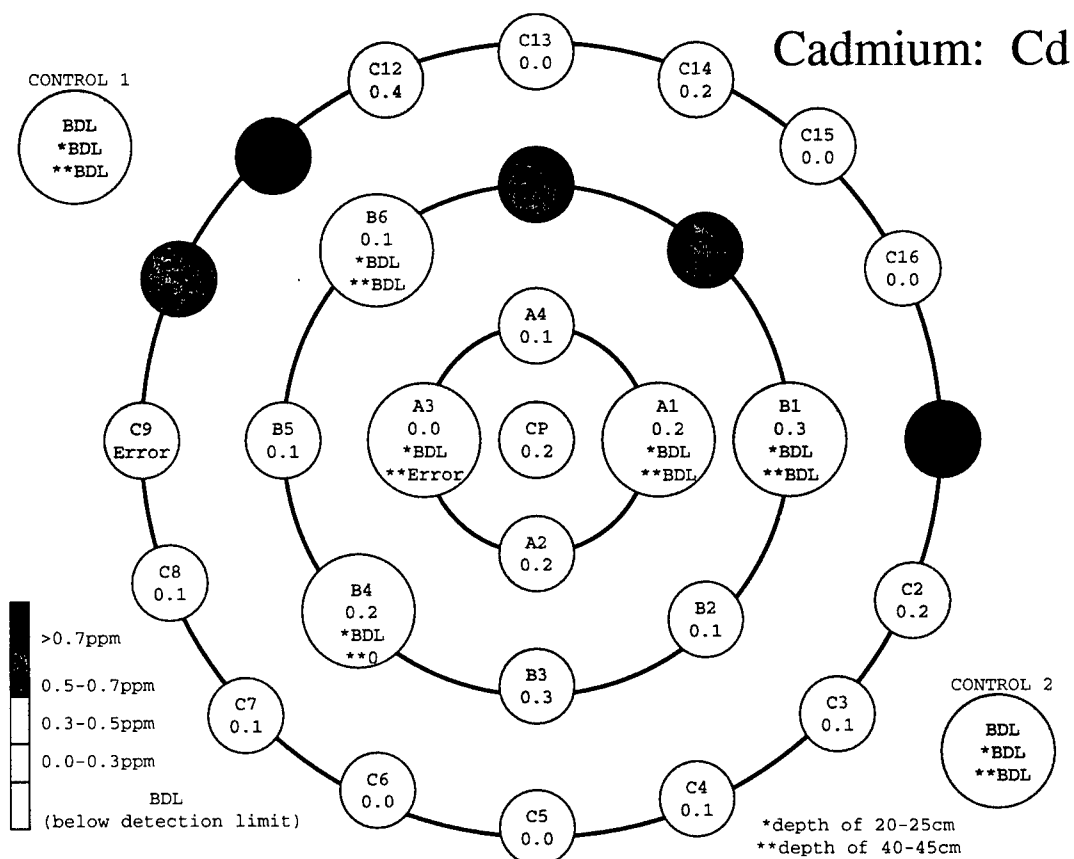 Cadmium: Cd
CONTROL 1
BDL
*BDL
**BDL
C12
0.4
C13
0.0
C14
0.2
C15
0.0
C16
0.0
B6
0.1
*BDL
**BDL
A4
0.1
C9
Error
B5
0.1
A3
0.0
*BDL
**Error
CP
0.2
A1
0.2
*BDL
**BDL
B1
0.3
*BDL
**BDL
A2
0.2
C8
0.1
B4
0.2
*BDL
**0
B2
0.1
C2
0.2
B3
0.3
C7
0.1
C3
0.1
C6
0.0
C5
0.0
C4
0.1
CONTROL 2
BDL
*BDL
**BDL
>0.7ppm
0.5-0.7ppm
0.3-0.5ppm
0.0-0.3ppm
BDL
(below detection limit)
*depth of 20-25cm
**depth of 40-45cm